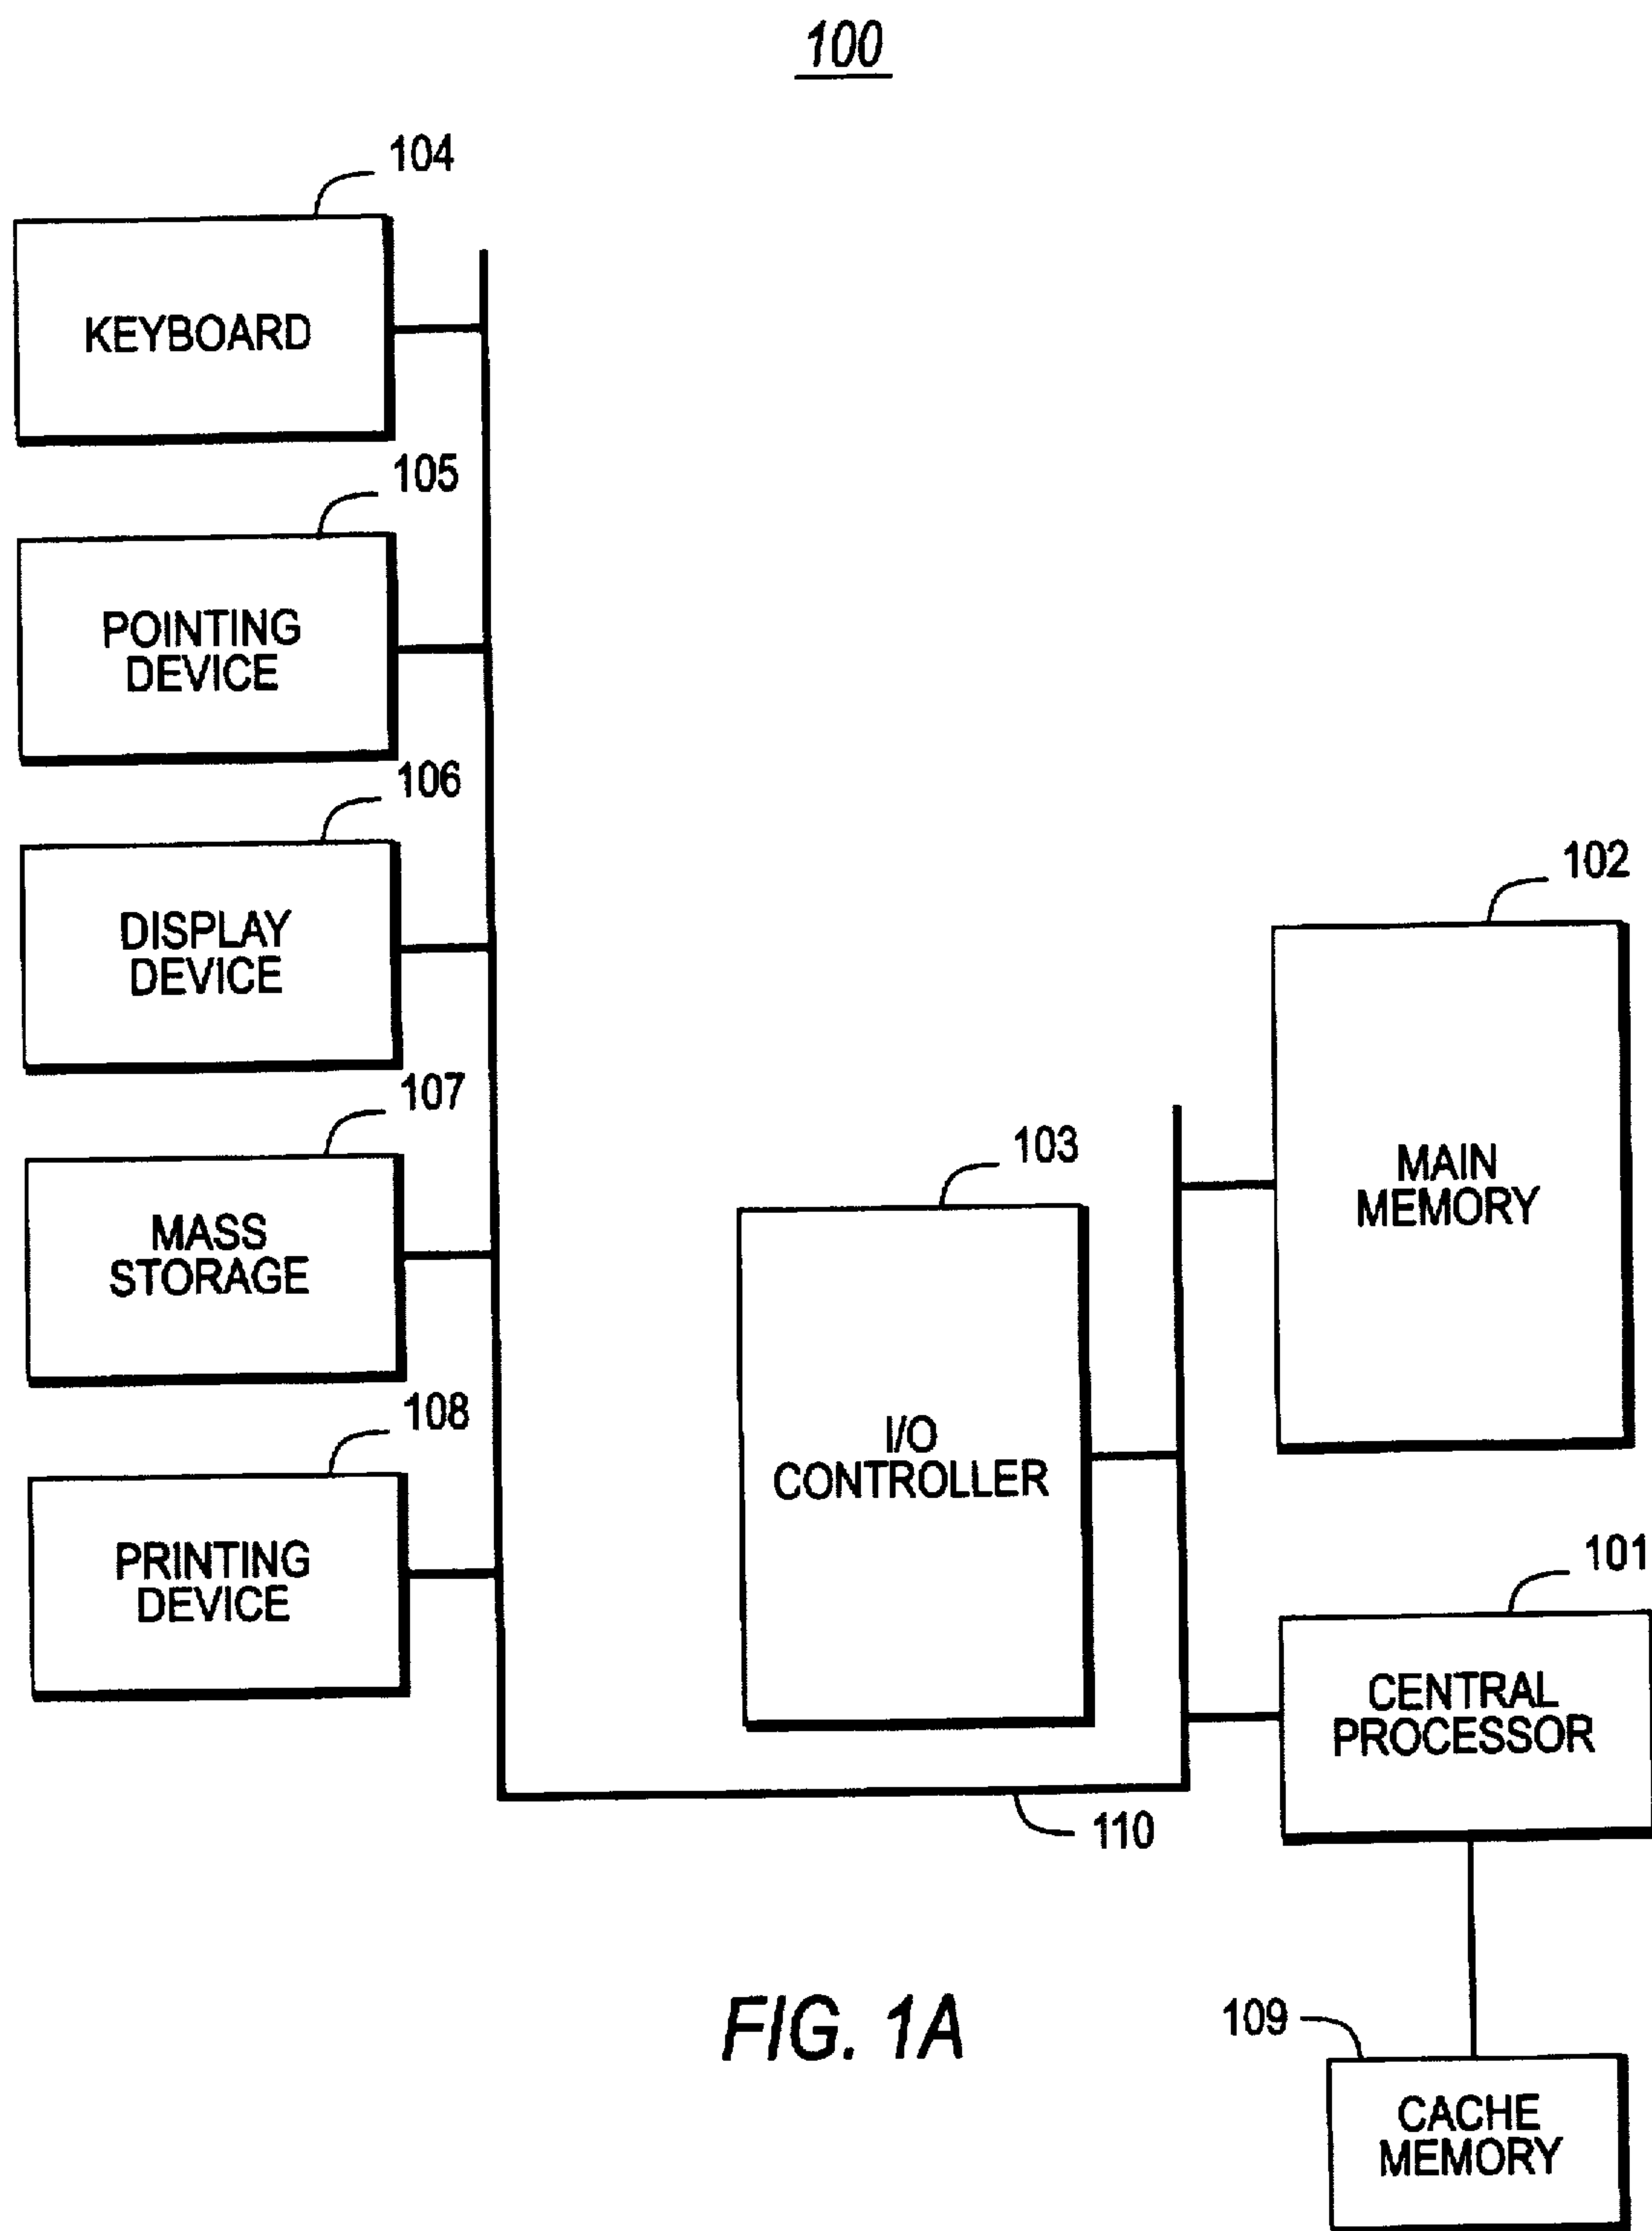 100
104
KEYBOARD
105
POINTING
DEVICE
106
DISPLAY
DEVICE
107
MASS
STORAGE
108
PRINTING
DEVICE
103
I/O
CONTROLLER
102
MAIN
MEMORY
101
CENTRAL
PROCESSOR
110
109
CACHE
MEMORY
FIG. 1A